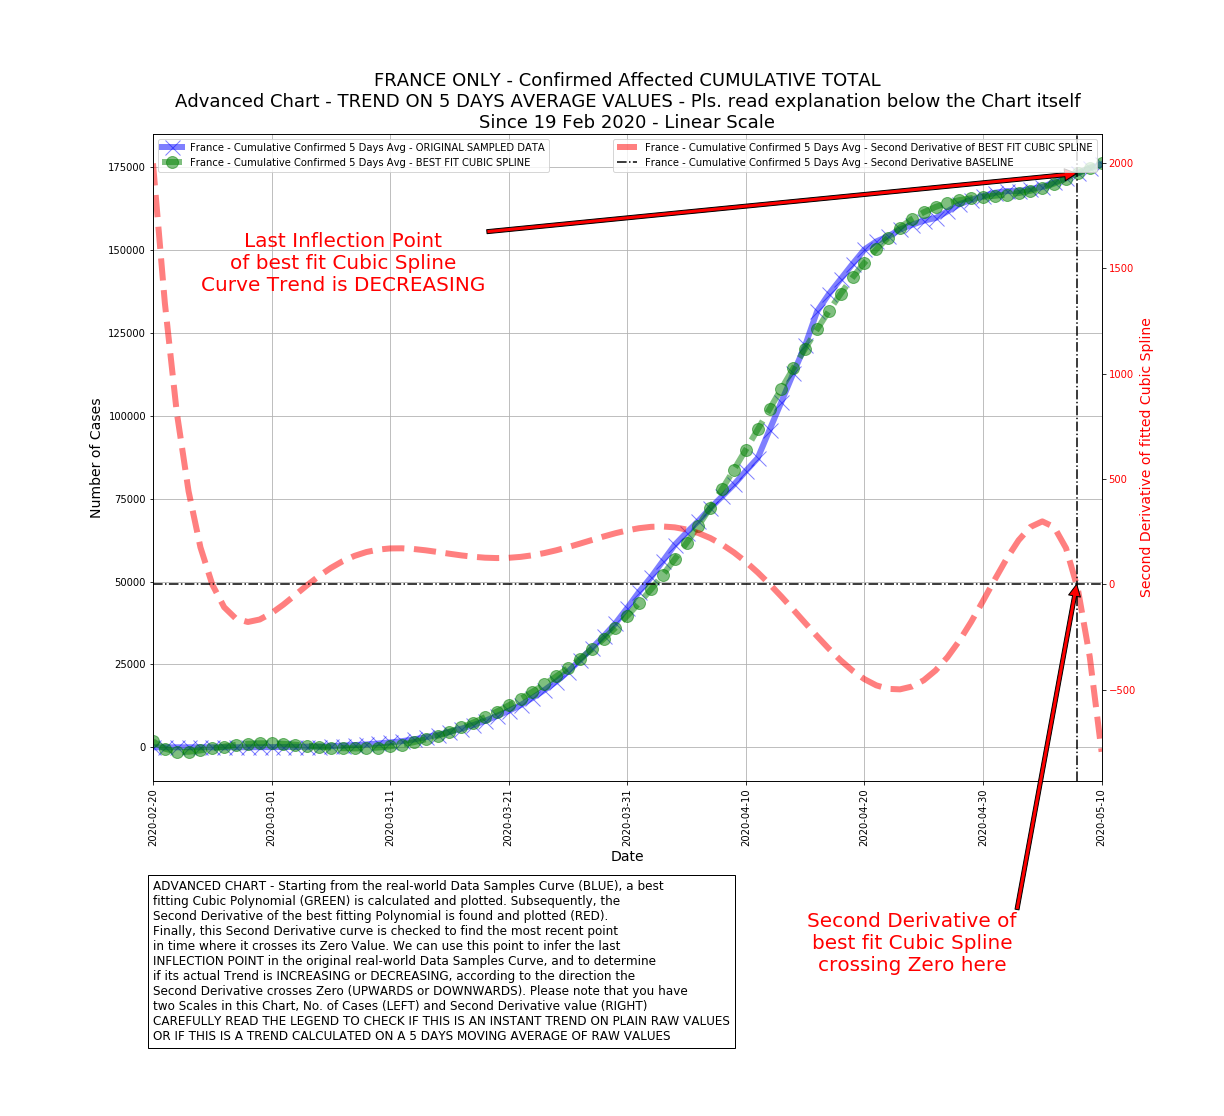 FRANCE ONLY - Confirmed Affected CUMULATIVE TOTAL
Advanced Chart - TREND ON 5 DAYS AVERAGE VALUES - Pls. read explanation below the Chart itself
Since 19 Feb 2020 - Linear Scale
France - Cumulative Confirmed 5 Days Avg - ORIGINAL SAMPLED DATA
France - Cumulative Confirmed 5 Days Avg - BEST FIT CUBIC SPLINE
France - Cumulative Confirmed 5 Days Avg - Second Derivative of BEST FIT CUBIC SPLINE
France - Cumulative Confirmed 5 Days Avg - Second Derivative BASELINE
Last Inflection Point
of best fit Cubic Spline
Curve Trend is DECREASING
Number of Cases
175000
150000
125000
100000
75000
50000
25000
0
2000
1500
1000
500
0
−500
Second Derivative of fitted Cubic Spline
2020-02-20
2020-03-01
2020-03-11
2020-03-21
2020-03-31
2020-04-10
2020-04-20
2020-04-30
2020-05-10
Date
ADVANCED CHART - Starting from the real-world Data Samples Curve (BLUE), a best
fitting Cubic Polynomial (GREEN) is calculated and plotted. Subsequently, the
Second Derivative of the best fitting Polynomial is found and plotted (RED).
Finally, this Second Derivative curve is checked to find the most recent point
in time where it crosses its Zero Value. We can use this point to infer the last
INFLECTION POINT in the original real-world Data Samples Curve, and to determine
if its actual Trend is INCREASING or DECREASING, according to the direction the
Second Derivative crosses Zero (UPWARDS or DOWNWARDS). Please note that you have
two Scales in this Chart, No. of Cases (LEFT) and Second Derivative value (RIGHT)
CAREFULLY READ THE LEGEND TO CHECK IF THIS IS AN INSTANT TREND ON PLAIN RAW VALUES
OR IF THIS IS A TREND CALCULATED ON A 5 DAYS MOVING AVERAGE OF RAW VALUES
Second Derivative of
best fit Cubic Spline
crossing Zero here